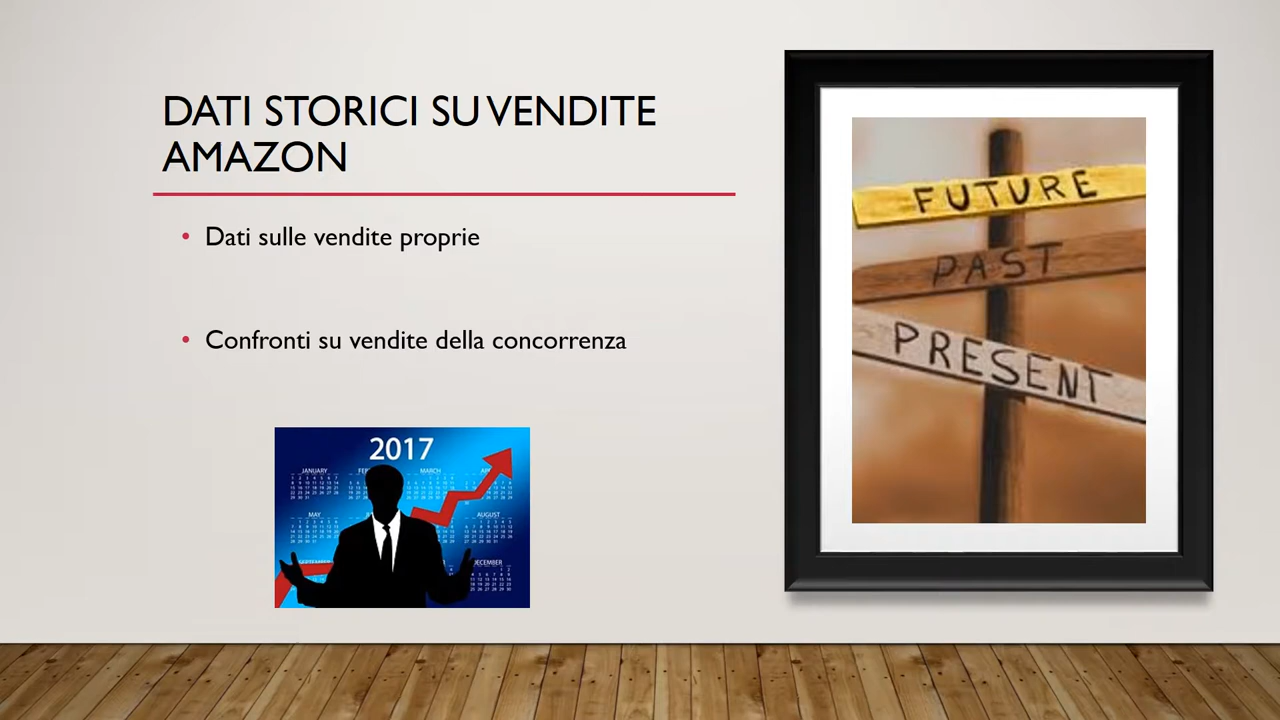 DATI STORICI SU VENDITE
AMAZON
• Dati sulle vendite proprie
• Confronti su vendite della concorrenza
2017
JANUARY
MARCH
MAY
AUGUST
FUTURE
PAST
PRESENT